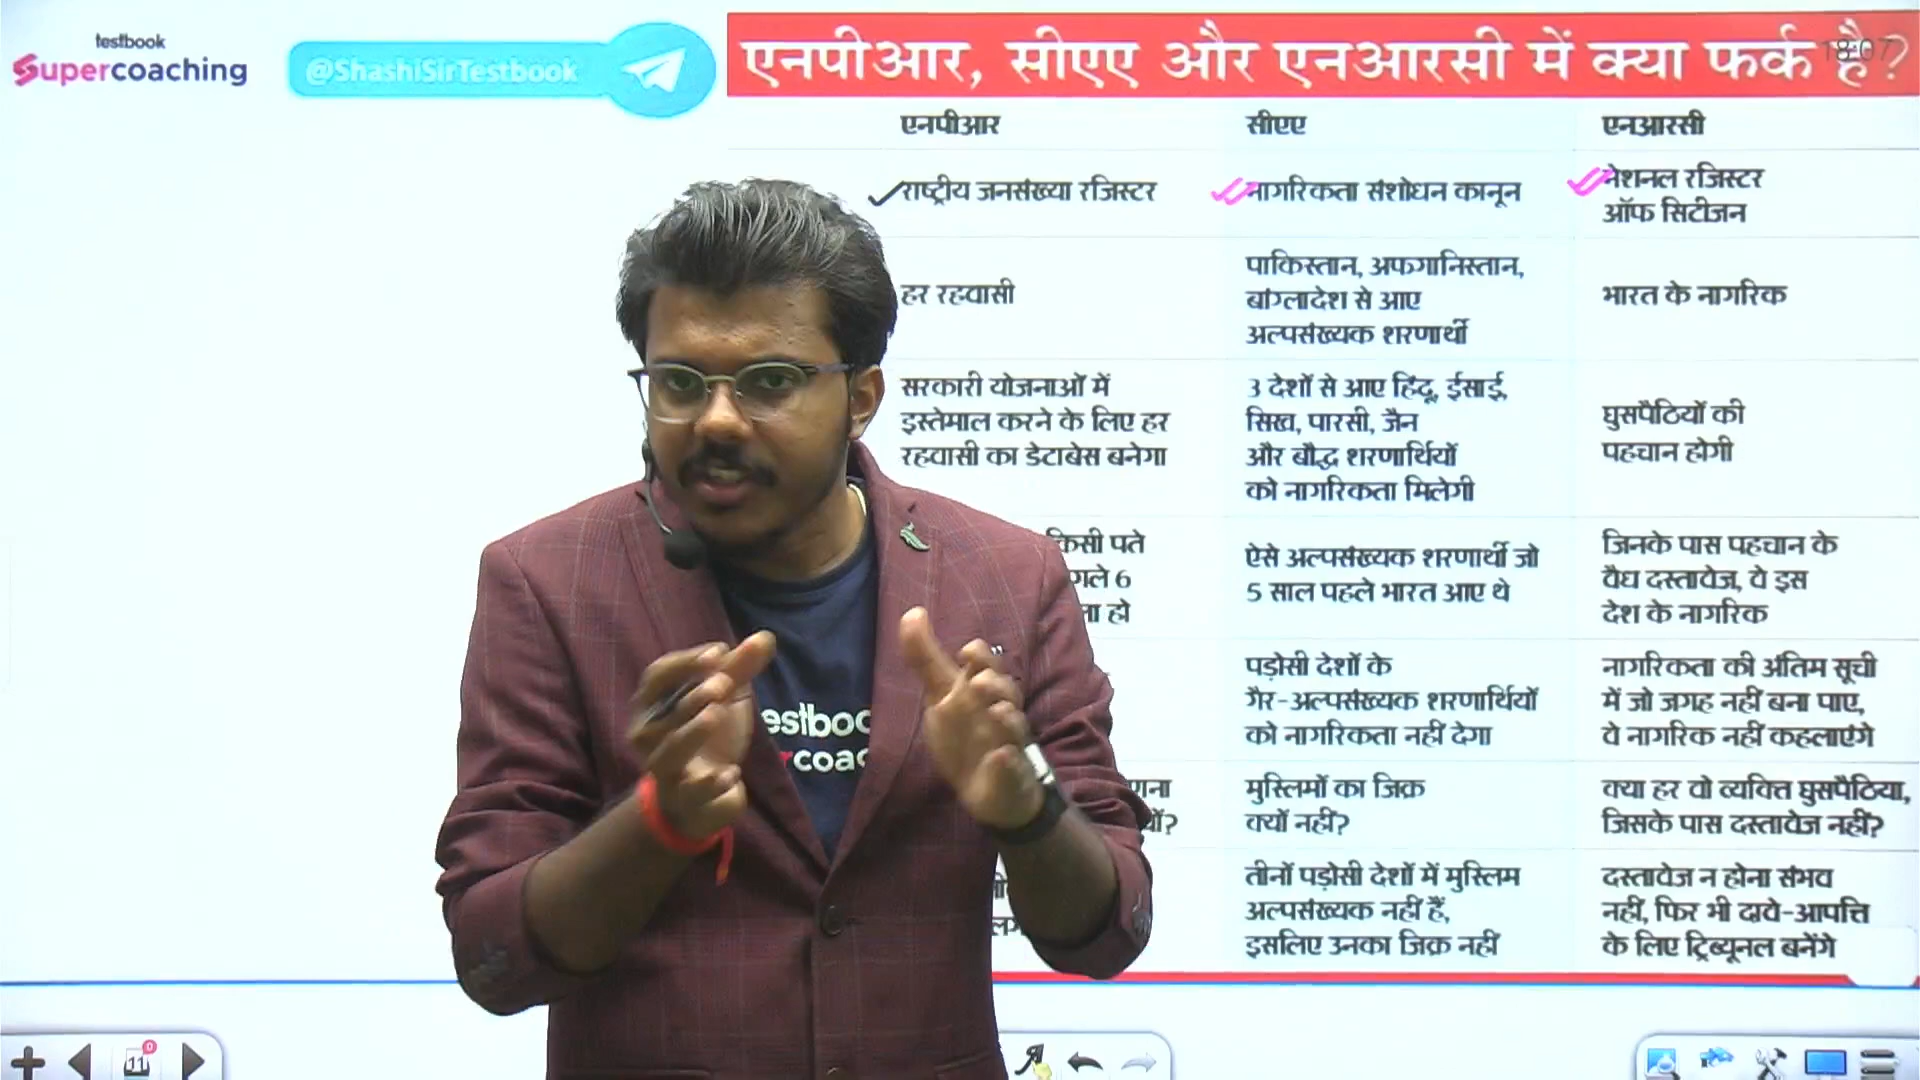 testbook
Supercoaching
@ShashiSirTestbook
एनपीआर, सीएए और एनआरसी में क्या फर्क है?
18:07
एनपीआर
सीएए
एनआरसी
राष्ट्रीय जनसंख्या रजिस्टर
नागरिकता संशोधन कानून
नेशनल रजिस्टर
ऑफ सिटीजन
हर रहवासी
पाकिस्तान, अफगानिस्तान,
बांग्लादेश से आए
अल्पसंख्यक शरणार्थी
भारत के नागरिक
सरकारी योजनाओं में
इस्तेमाल करने के लिए हर
रहवासी का डेटाबेस बनेगा
3 देशों से आए हिंदू, ईसाई,
सिख, पारसी, जैन
और बौद्ध शरणार्थियों
को नागरिकता मिलेगी
घुसपैठियों की
पहचान होगी
किसी पते
6
हो
ऐसे अल्पसंख्यक शरणार्थी जो
5 साल पहले भारत आए थे
जिनके पास पहचान के
वैध दस्तावेज, वे इस
देश के नागरिक
पड़ोसी देशों के
गैर-अल्पसंख्यक शरणार्थियों
को नागरिकता नहीं देगा
नागरिकता की अंतिम सूची
में जो जगह नहीं बना पाए,
वे नागरिक नहीं कहलाएंगे
मुस्लिमों का जिक्र
क्यों नहीं?
क्या हर वो व्यक्ति घुसपैठिया,
जिसके पास दस्तावेज नहीं?
तीनों पड़ोसी देशों में मुस्लिम
अल्पसंख्यक नहीं हैं,
इसलिए उनका जिक्र नहीं
दस्तावेज न होना संभव
नहीं, फिर भी दावे-आपत्ति
के लिए ट्रिब्यूनल बनेंगे
estboo
rcoac
11
0